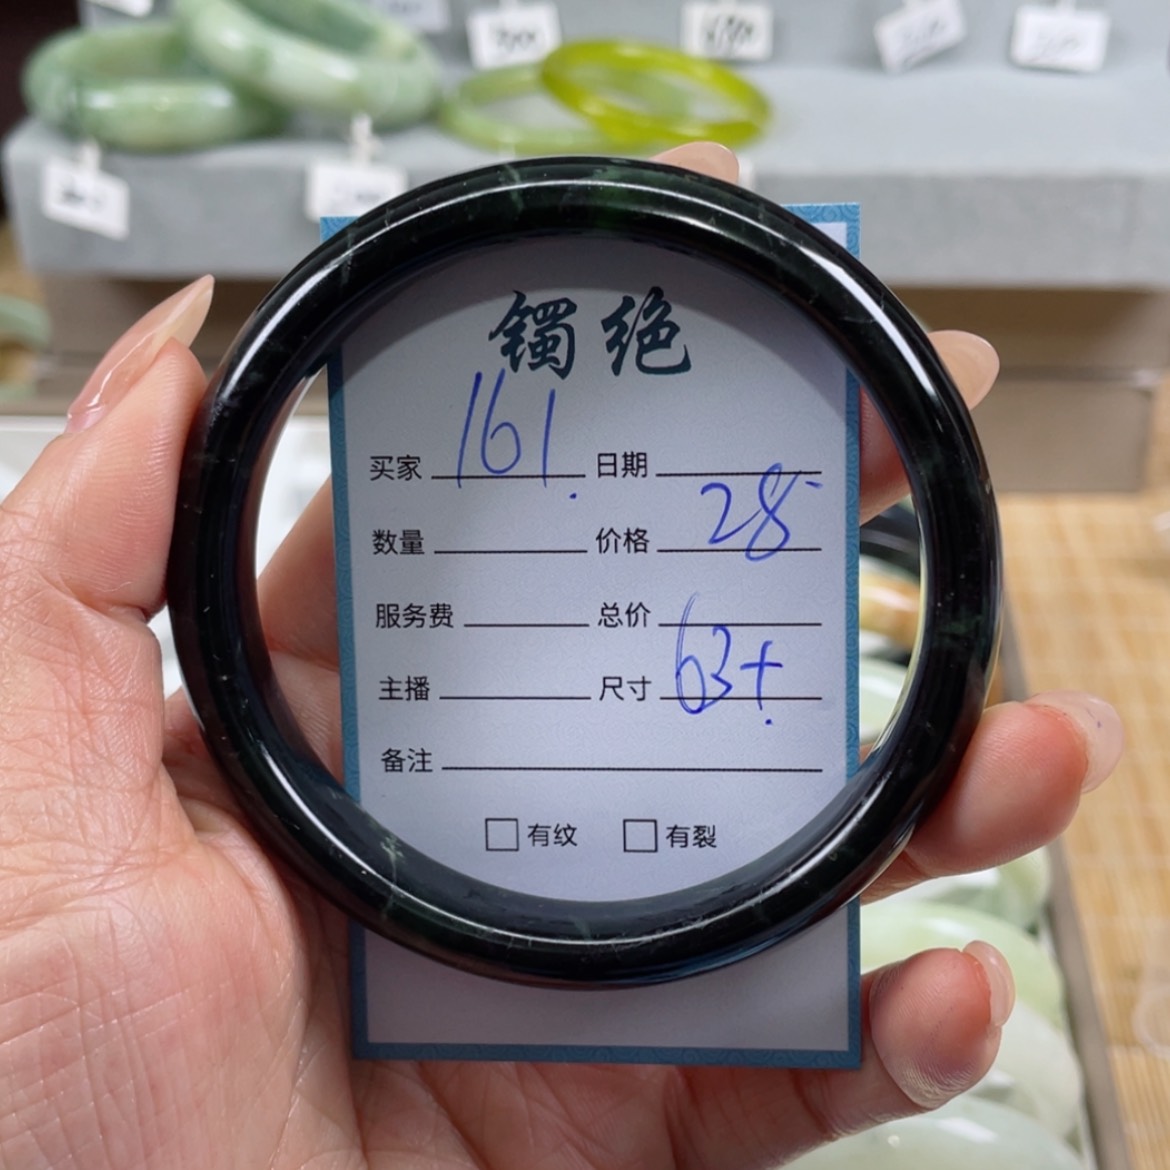 镯绝
买家 161. 日期
数量 价格 28
服务费 总价
主播 尺寸 63+
备注
□有纹 □有裂